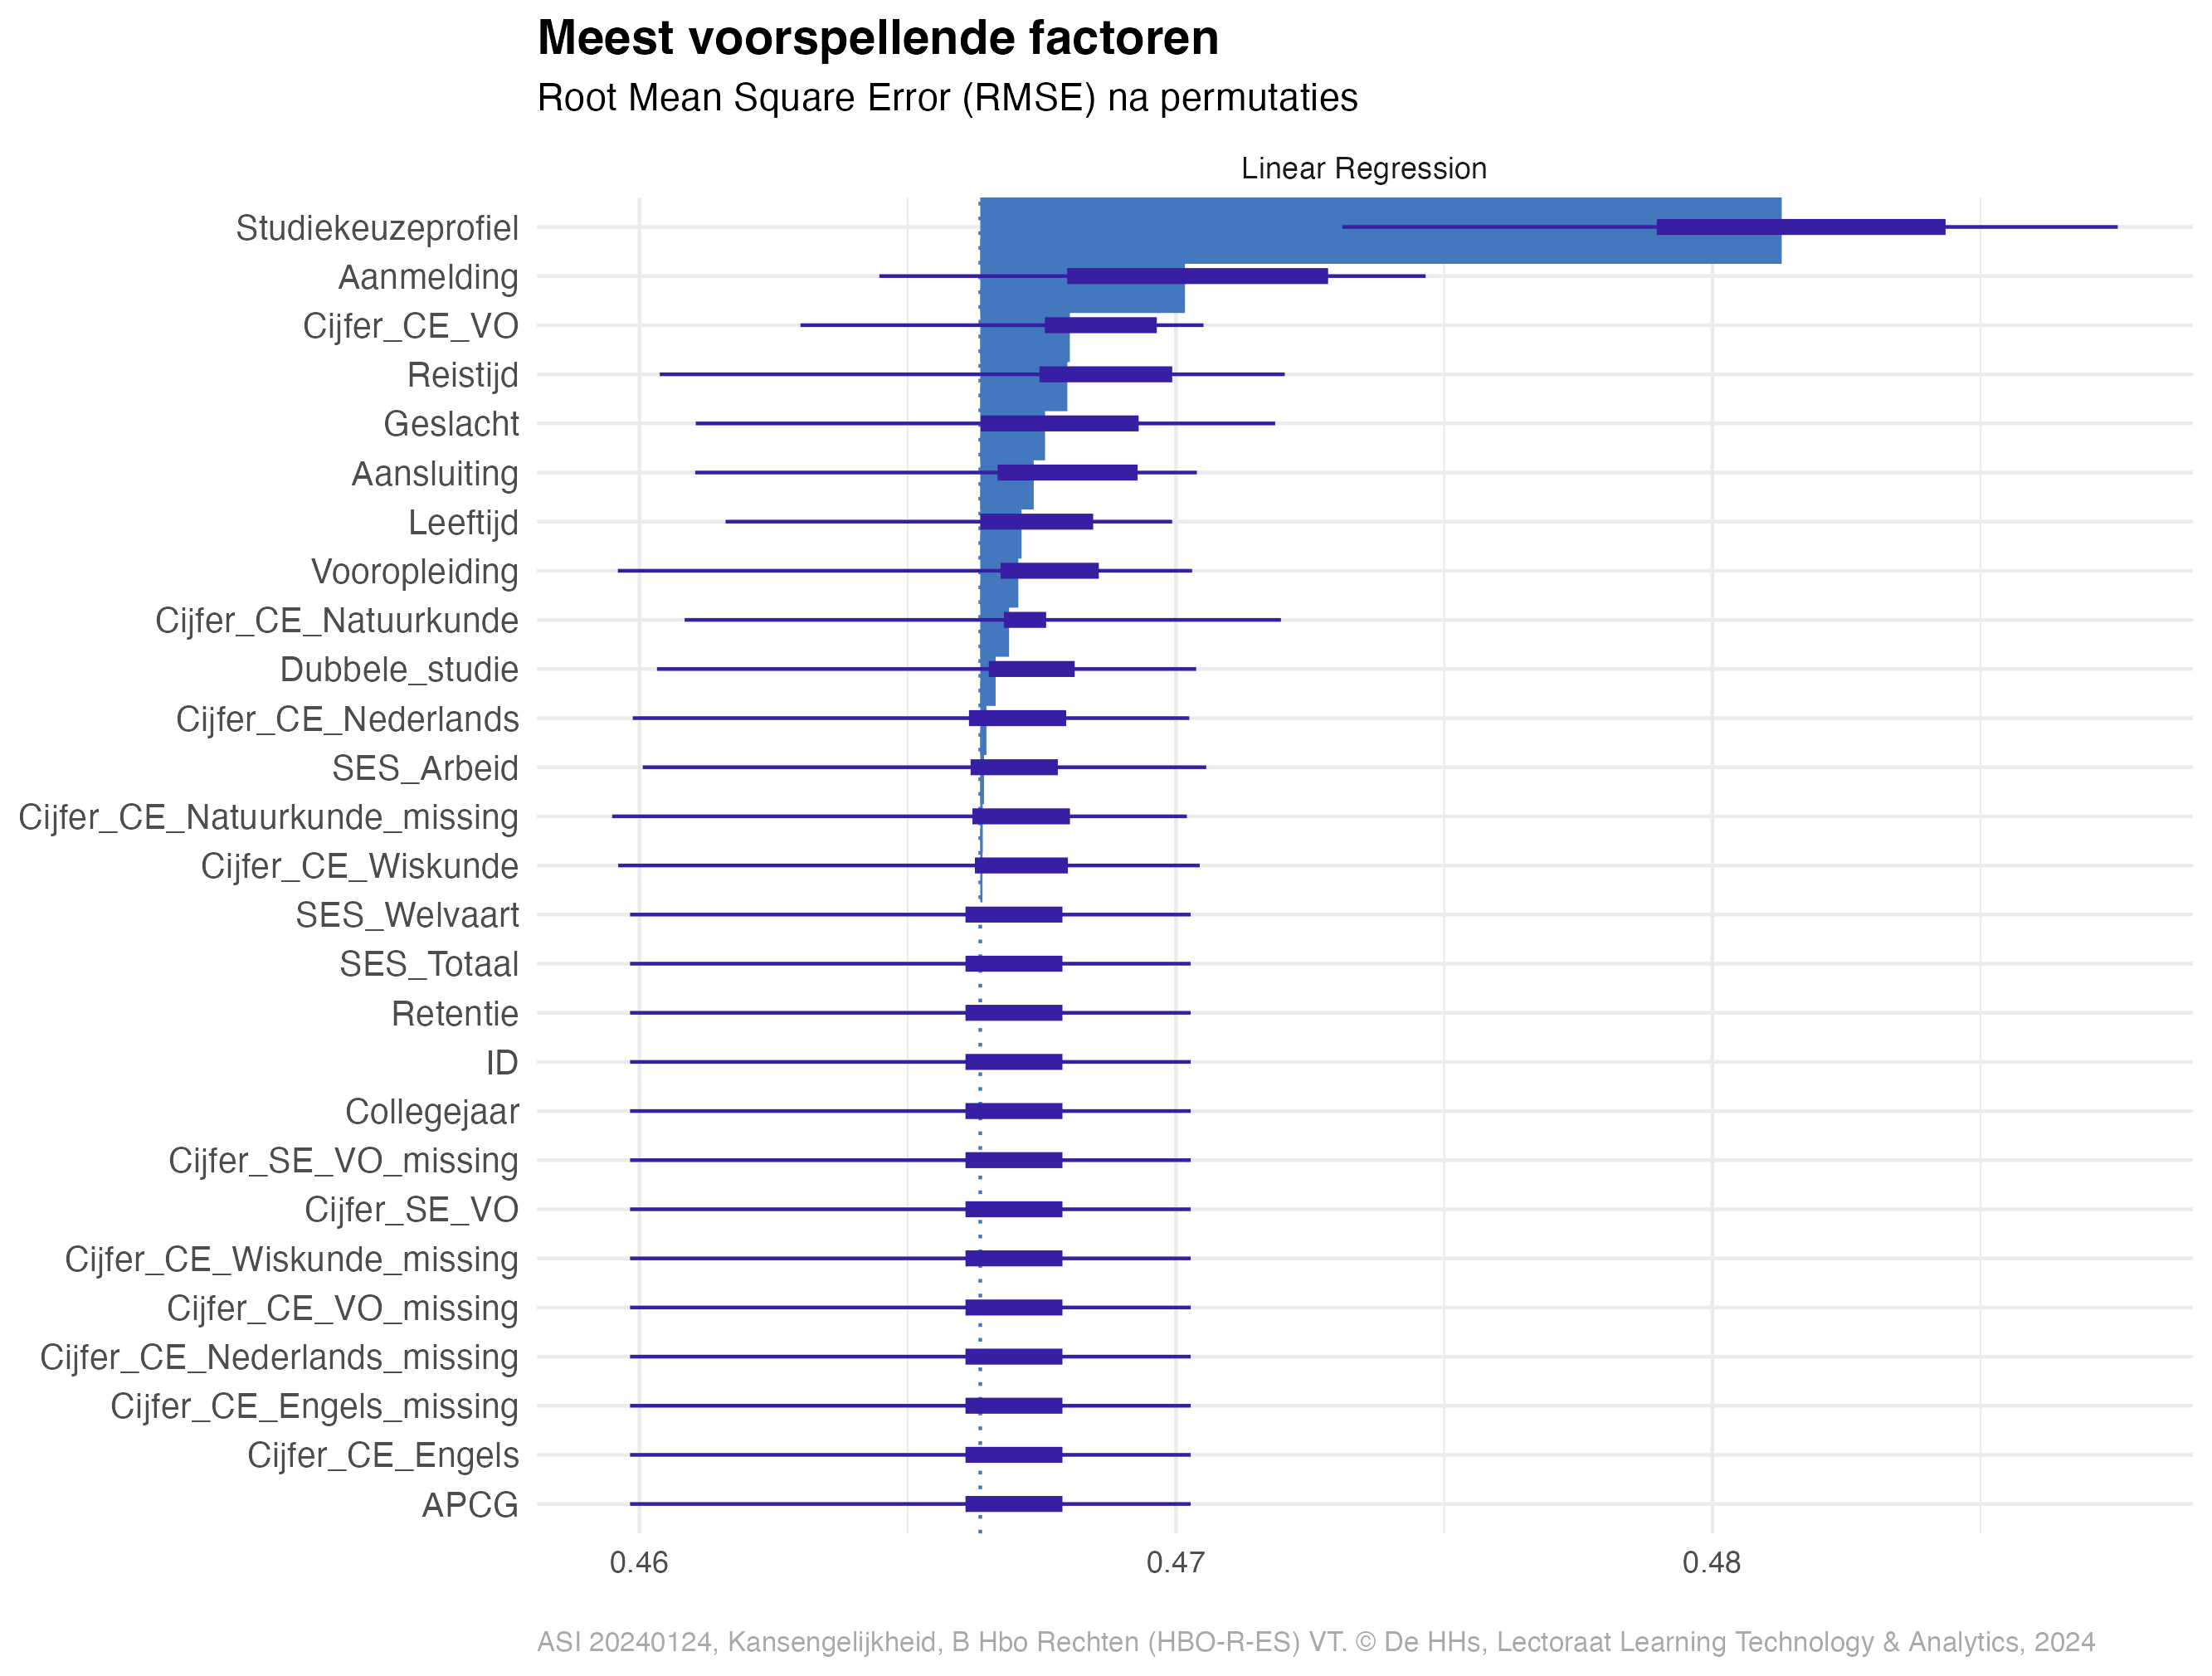 Meest voorspellende factoren
Root Mean Square Error (RMSE) na permutaties
Linear Regression
Studiekeuzeprofiel
Aanmelding
Cijfer_CE_VO
Reistijd
Geslacht
Aansluiting
Leeftijd
Vooropleiding
Cijfer_CE_Natuurkunde
Dubbele_studie
Cijfer_CE_Nederlands
SES_Arbeid
Cijfer_CE_Natuurkunde_missing
Cijfer_CE_Wiskunde
SES_Welvaart
SES_Totaal
Retentie
ID
Collegejaar
Cijfer_SE_VO_missing
Cijfer_SE_VO
Cijfer_CE_Wiskunde_missing
Cijfer_CE_VO_missing
Cijfer_CE_Nederlands_missing
Cijfer_CE_Engels_missing
Cijfer_CE_Engels
APCG
0.46 0.47 0.48
ASI 20240124, Kansengelijkheid, B Hbo Rechten (HBO-R-ES) VT. © De HHs, Lectoraat Learning Technology & Analytics, 2024